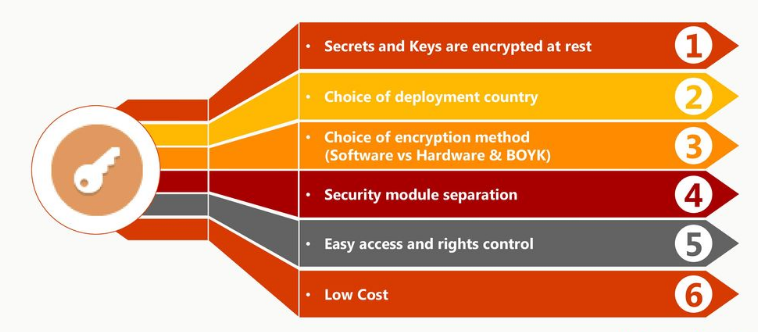 • Secrets and Keys are encrypted at rest 1
• Choice of deployment country 2
• Choice of encryption method
(Software vs Hardware & BOYK) 3
• Security module separation 4
• Easy access and rights control 5
• Low Cost 6